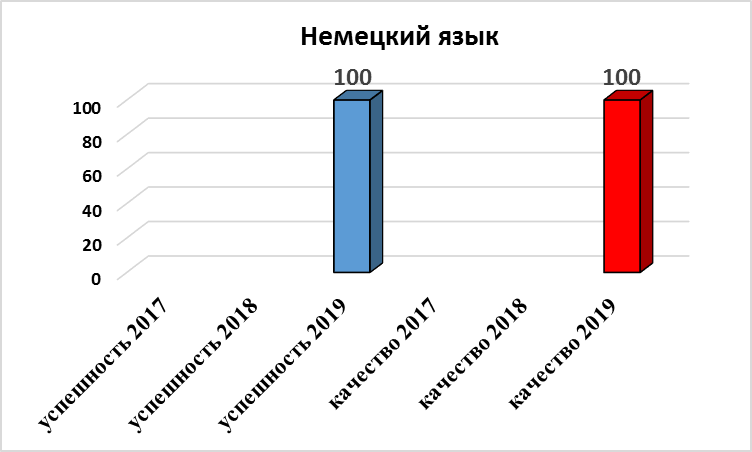 Немецкий язык
100
100
100
80
60
40
20
0
успешность 2017
успешность 2018
успешность 2019
качество 2017
качество 2018
качество 2019